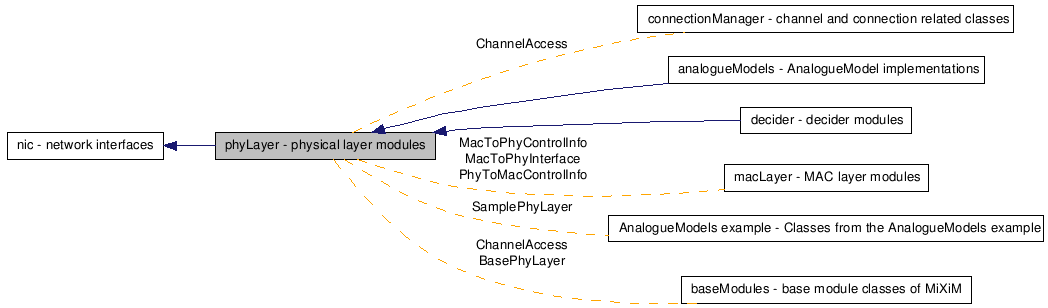 connectionManager - channel and connection related classes
ChannelAccess
analogueModels - AnalogueModel implementations
decider - decider modules
nic - network interfaces
phyLayer - physical layer modules
MacToPhyControlInfo
MacToPhyInterface
PhyToMacControlInfo
macLayer - MAC layer modules
SamplePhyLayer
AnalogueModels example - Classes from the AnalogueModels example
ChannelAccess
BasePhyLayer
baseModules - base module classes of MiXiM